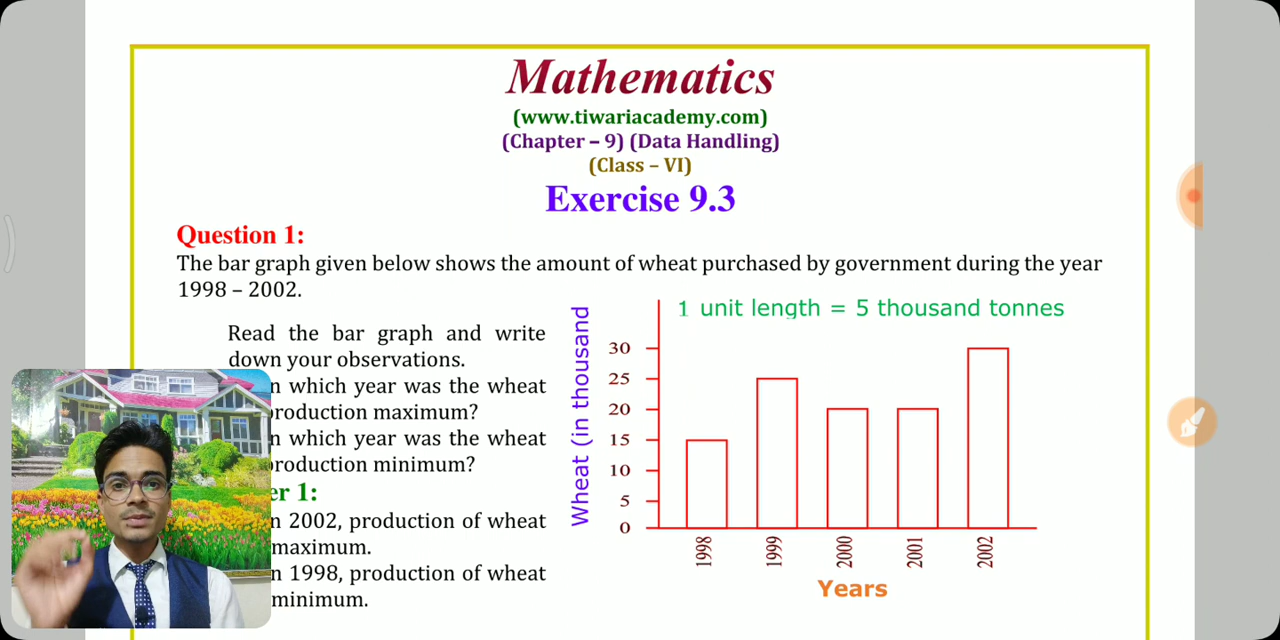 Mathematics
(www.tiwariacademy.com)
(Chapter – 9) (Data Handling)
(Class – VI)
Exercise 9.3
Question 1:
The bar graph given below shows the amount of wheat purchased by government during the year
1998 – 2002.
Read the bar graph and write
down your observations.
n which year was the wheat
production maximum?
n which year was the wheat
production minimum?
er 1:
n 2002, production of wheat
maximum.
n 1998, production of wheat
minimum.
1 unit length = 5 thousand tonnes
Wheat (in thousand
30
25
20
15
10
5
0
1998
1999
2000
2001
2002
Years